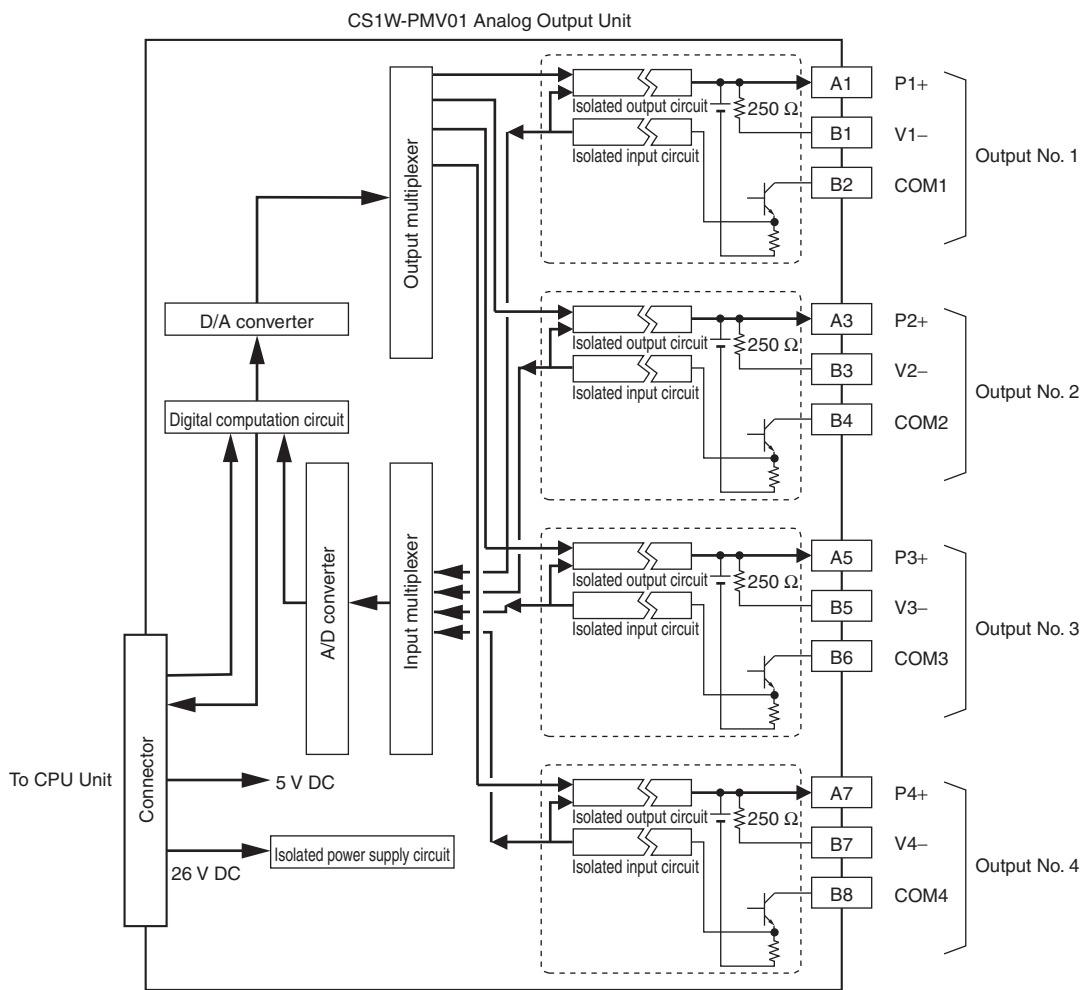 CS1W-PMV01 Analog Output Unit
Output multiplexer
Isolated output circuit
250 Ω
Isolated input circuit
A1
P1+
B1
V1−
B2
COM1
Output No. 1
D/A converter
Digital computation circuit
Isolated output circuit
250 Ω
Isolated input circuit
A3
P2+
B3
V2−
B4
COM2
Output No. 2
A/D converter
Input multiplexer
Isolated output circuit
250 Ω
Isolated input circuit
A5
P3+
B5
V3−
B6
COM3
Output No. 3
To CPU Unit
Connector
5 V DC
26 V DC
Isolated power supply circuit
Isolated output circuit
250 Ω
Isolated input circuit
A7
P4+
B7
V4−
B8
COM4
Output No. 4